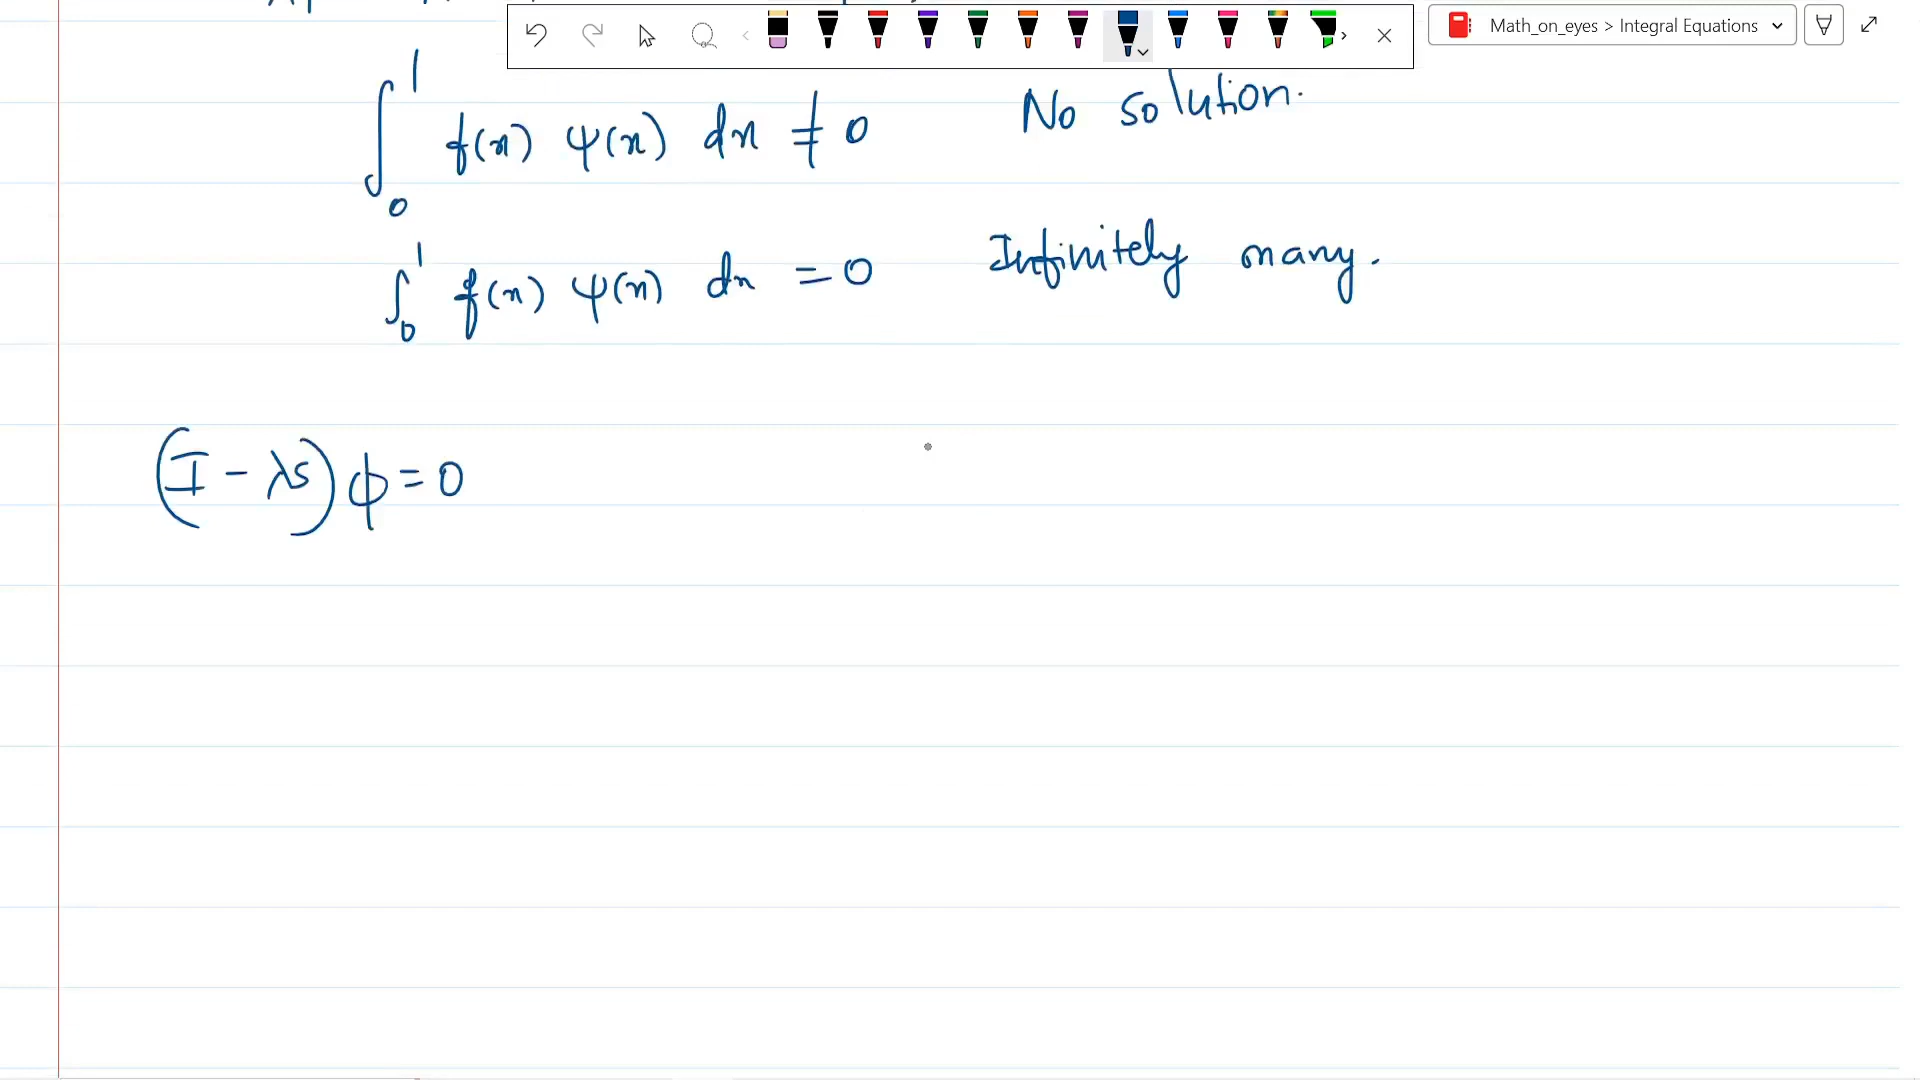 Math_on_eyes > Integral Equations
∫₀¹ f(x) ψ(x) dx ≠ 0 No solution.
∫₀¹ f(x) ψ(x) dx = 0 Infinitely many.
(I - λS) φ = 0